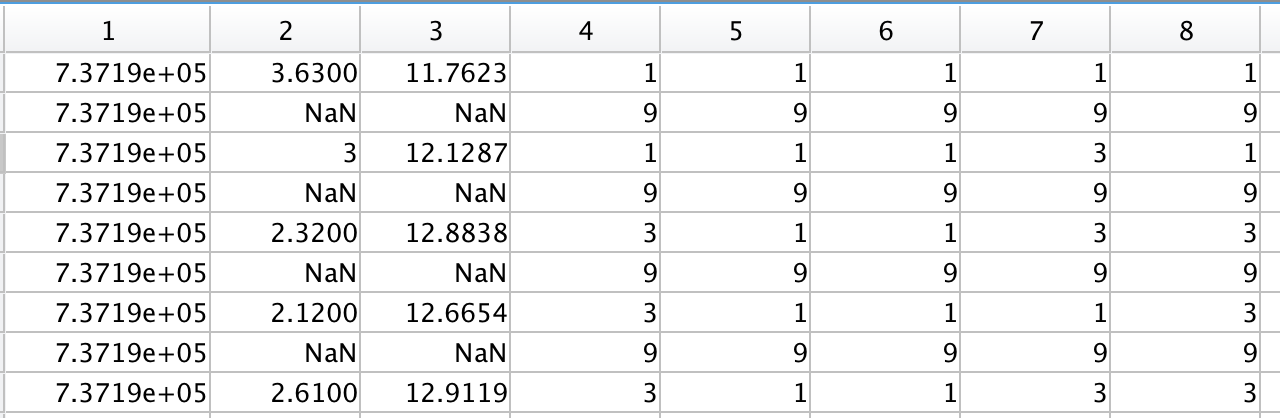 1 2 3 4 5 6 7 8
7.3719e+05 3.6300 11.7623 1 1 1 1 1
7.3719e+05 NaN NaN 9 9 9 9 9
7.3719e+05 3 12.1287 1 1 1 3 1
7.3719e+05 NaN NaN 9 9 9 9 9
7.3719e+05 2.3200 12.8838 3 1 1 3 3
7.3719e+05 NaN NaN 9 9 9 9 9
7.3719e+05 2.1200 12.6654 3 1 1 1 3
7.3719e+05 NaN NaN 9 9 9 9 9
7.3719e+05 2.6100 12.9119 3 1 1 3 3